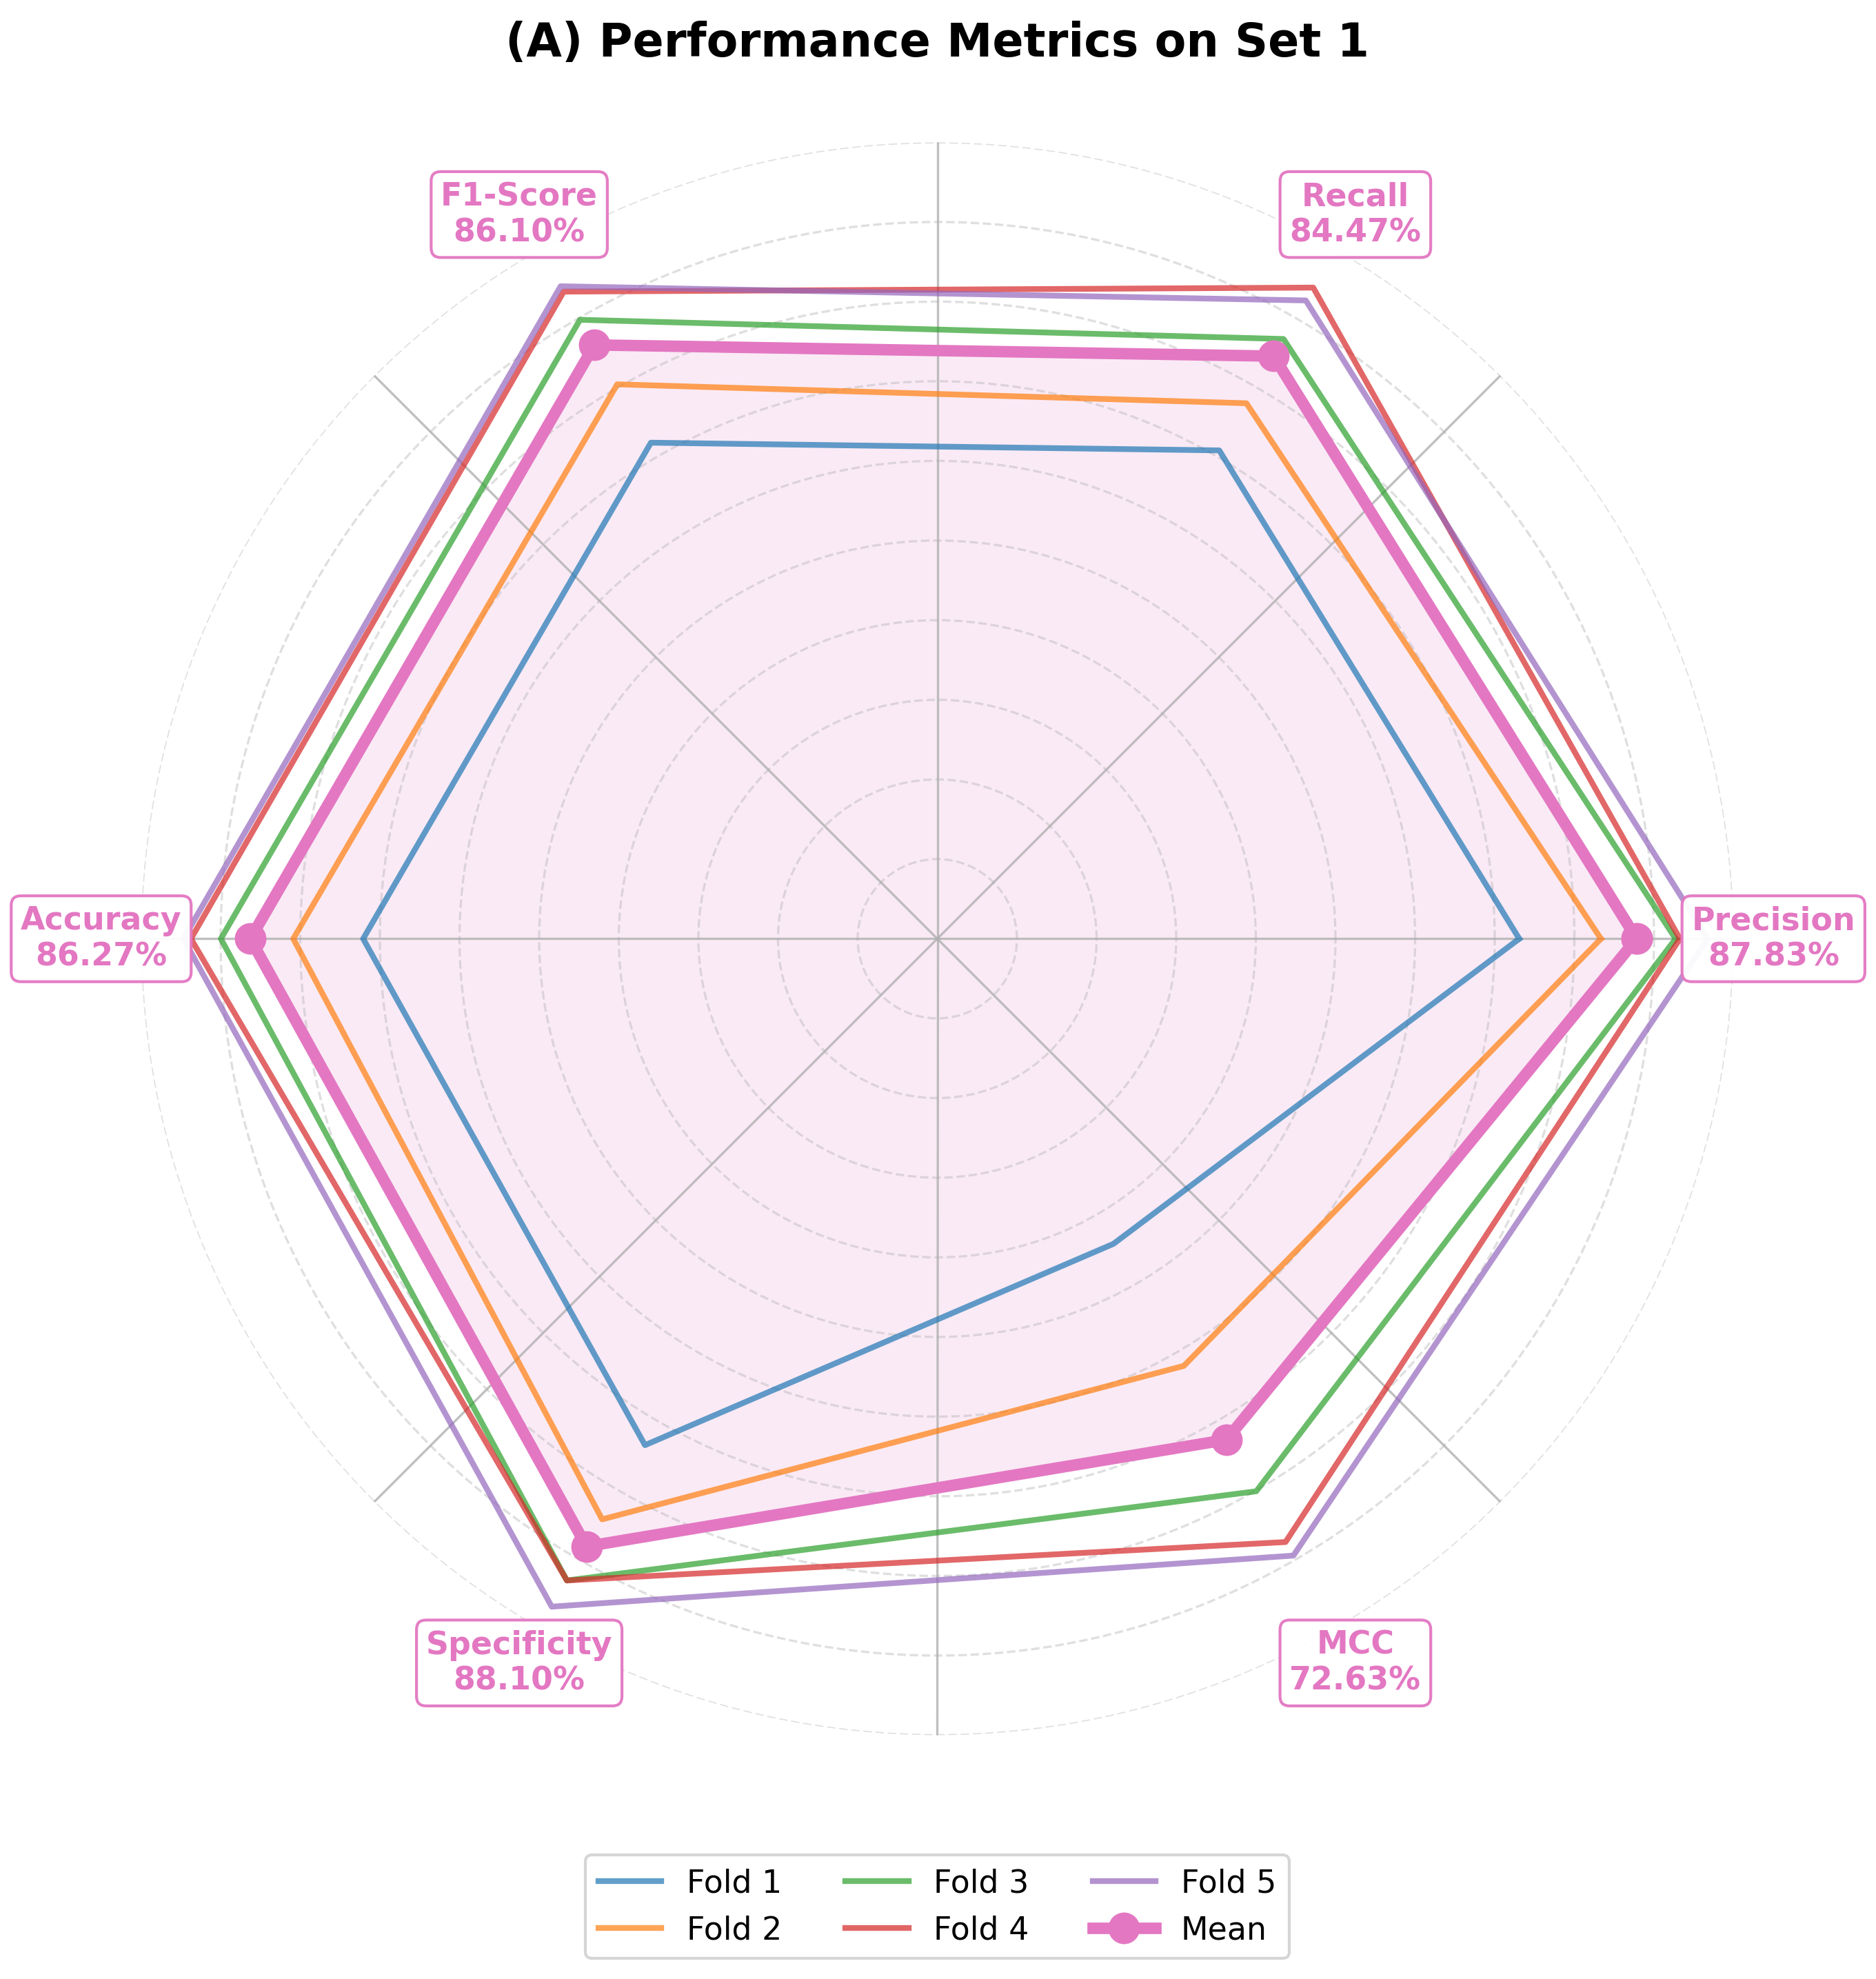 (A) Performance Metrics on Set 1
F1-Score
86.10%
Recall
84.47%
Accuracy
86.27%
Precision
87.83%
Specificity
88.10%
MCC
72.63%
Fold 1
Fold 3
Fold 5
Fold 2
Fold 4
Mean